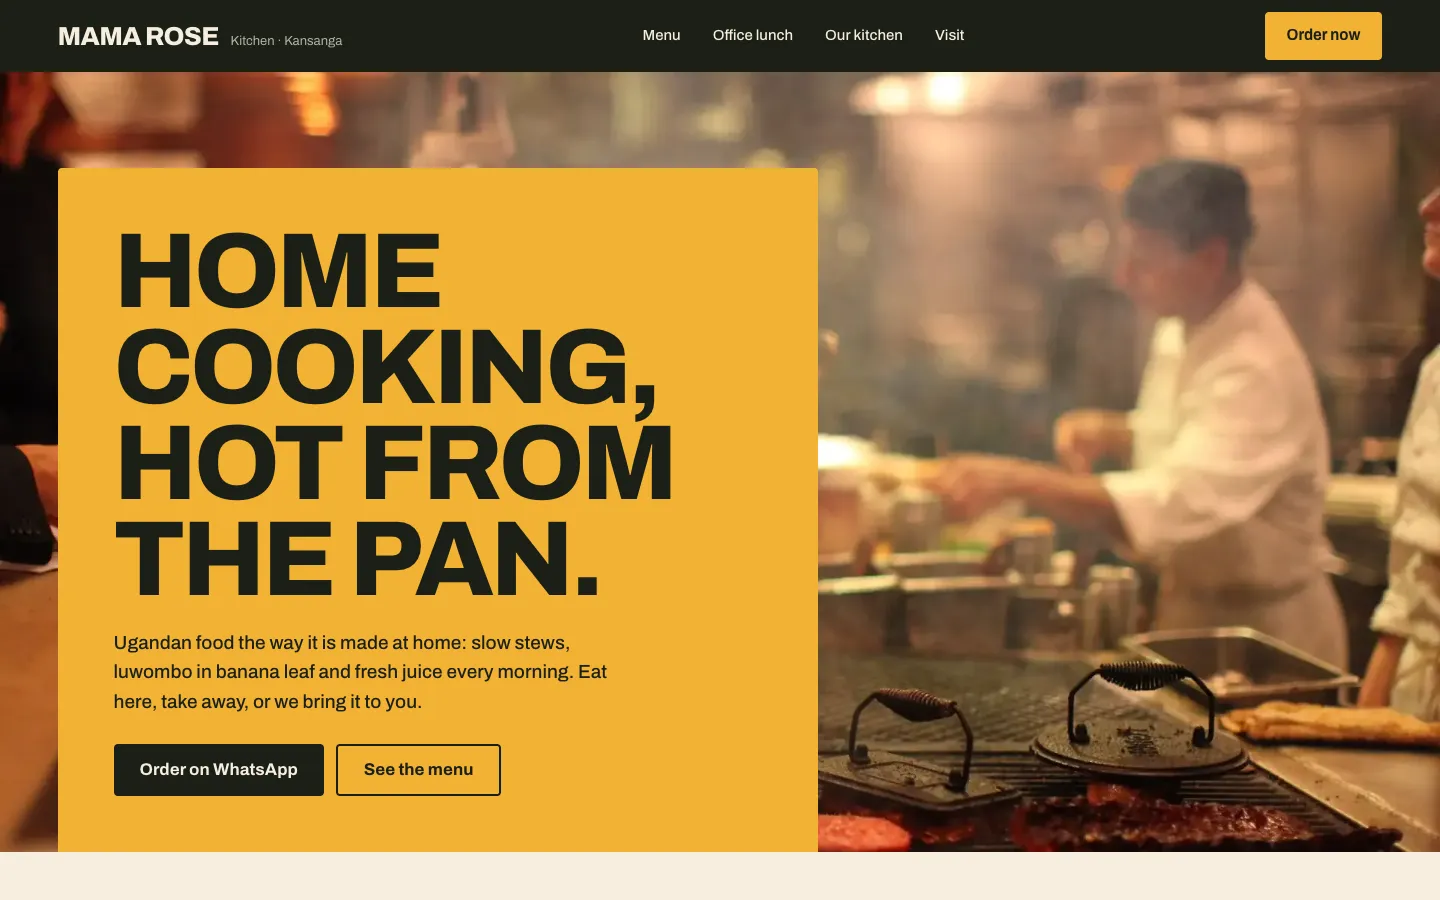 MAMA ROSE Kitchen · Kansanga
Menu Office lunch Our kitchen Visit
Order now
HOME
COOKING,
HOT FROM
THE PAN.
Ugandan food the way it is made at home: slow stews,
luwombo in banana leaf and fresh juice every morning. Eat
here, take away, or we bring it to you.
Order on WhatsApp
See the menu